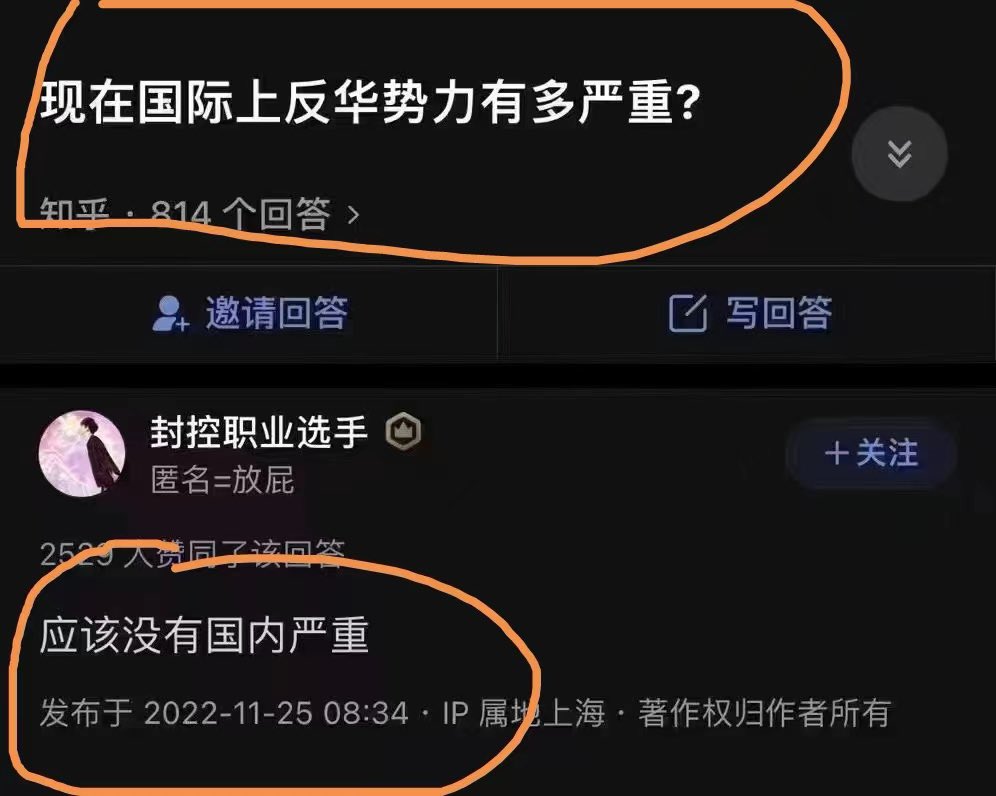 现在国际上反华势力有多严重?
知乎 · 814 个回答 >
邀请回答
写回答
封控职业选手
匿名=放屁
+关注
2529 人赞同了该回答
应该没有国内严重
发布于 2022-11-25 08:34 · IP 属地上海 · 著作权归作者所有